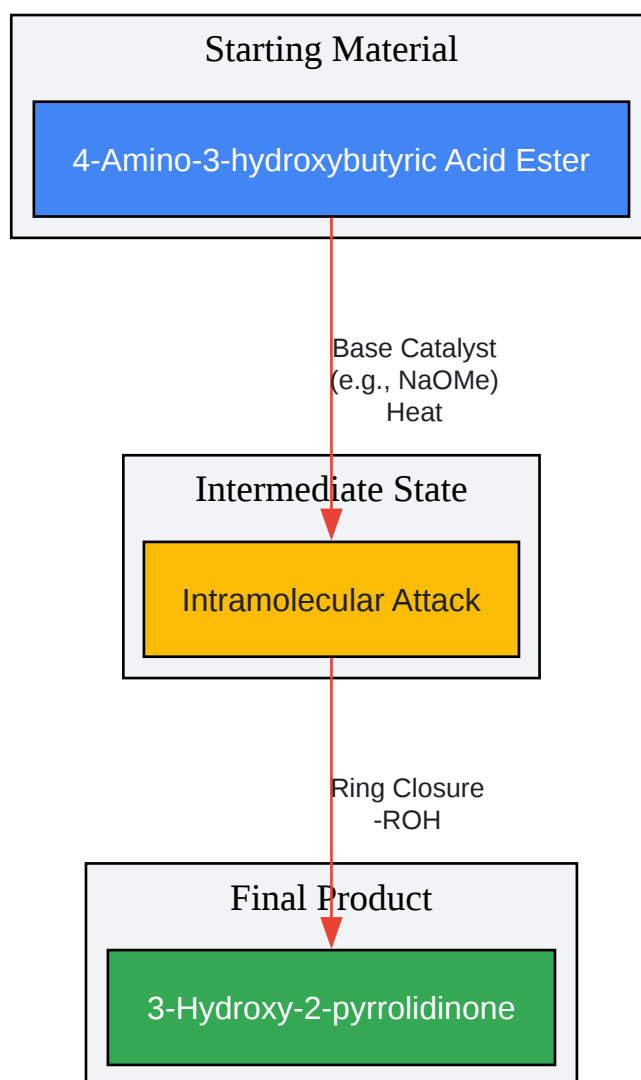 Starting Material
4-Amino-3-hydroxybutyric Acid Ester
Base Catalyst
(e.g., NaOMe)
Heat
Intermediate State
Intramolecular Attack
Ring Closure
-ROH
Final Product
3-Hydroxy-2-pyrrolidinone